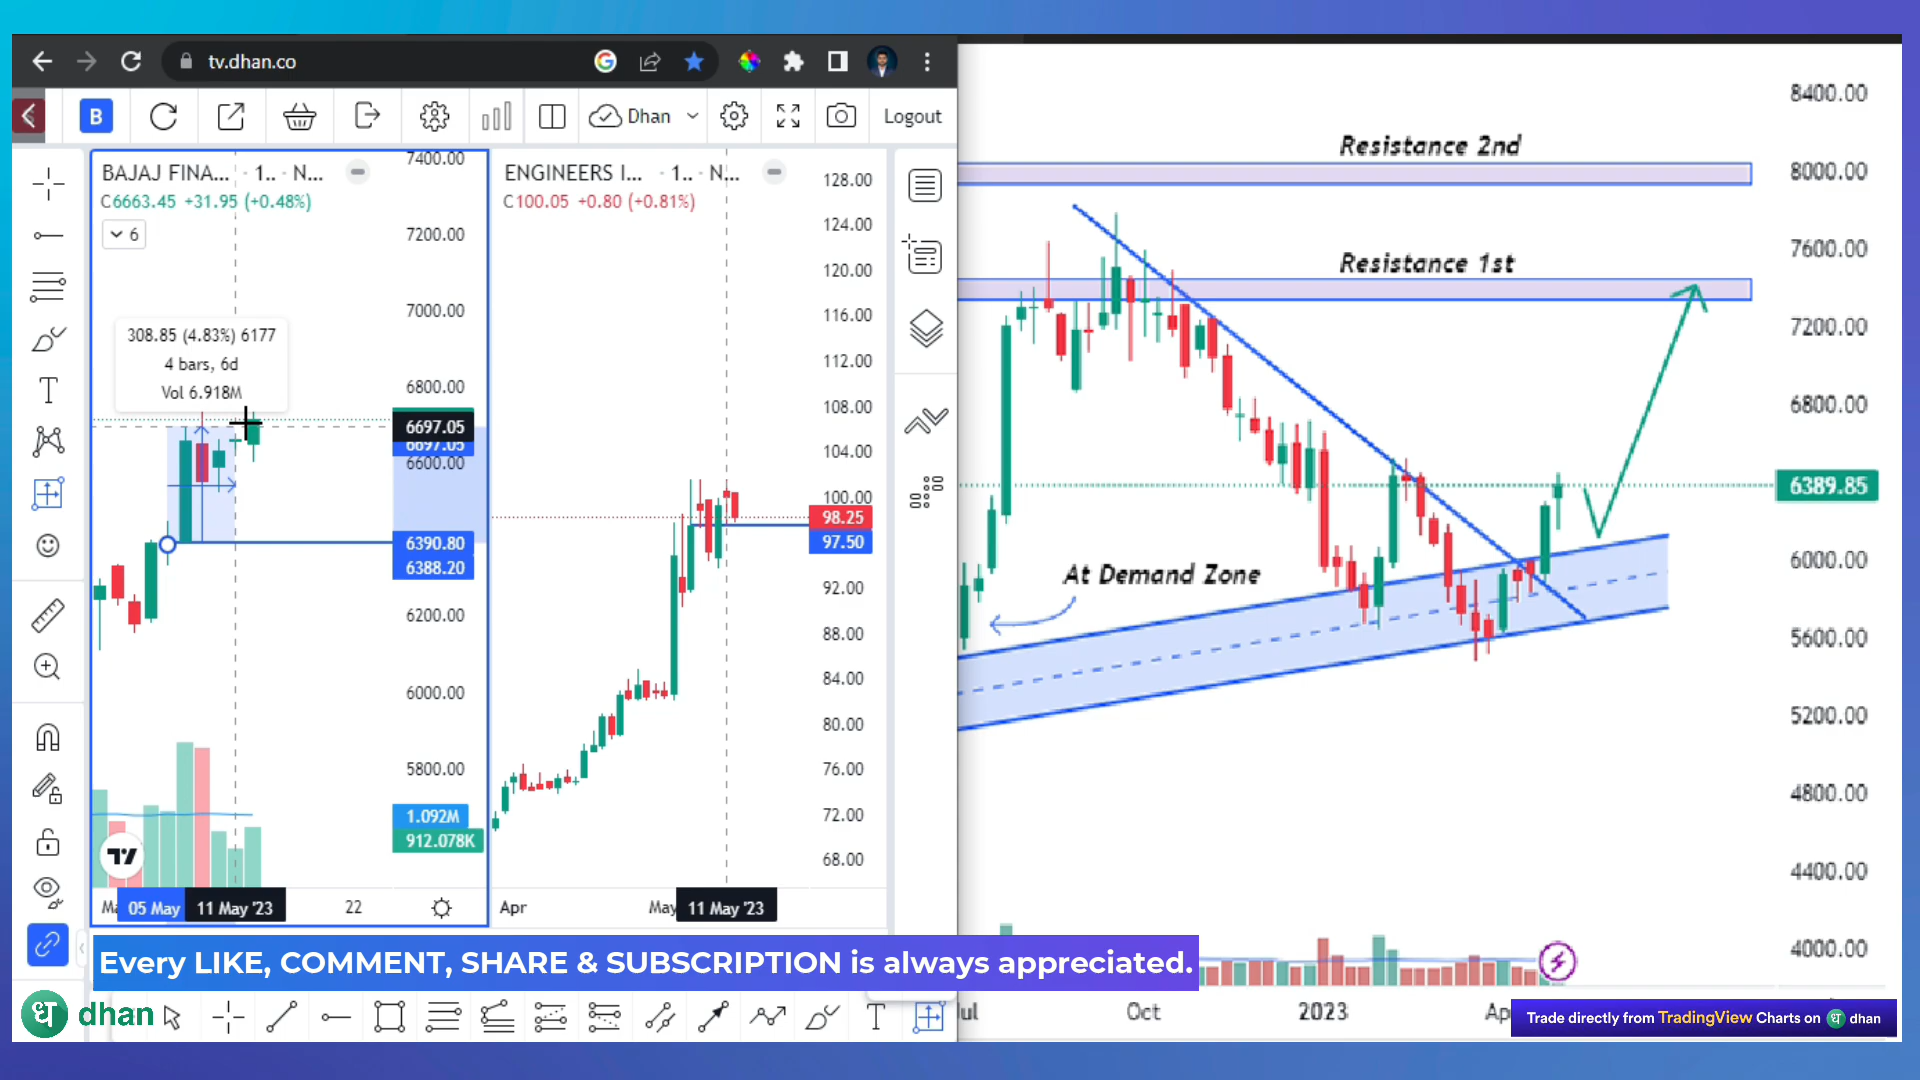 tv.dhan.co
B
Dhan
Logout
BAJAJ FINA... · 1.. · N...
C6663.45 +31.95 (+0.48%)
6
308.85 (4.83%) 6177
4 bars, 6d
Vol 6.918M
7400.00
7200.00
7000.00
6800.00
6697.05
6697.05
6600.00
6390.80
6388.20
6200.00
6000.00
5800.00
1.092M
912.078K
05 May
11 May '23
22
ENGINEERS I... · 1.. · N...
C100.05 +0.80 (+0.81%)
128.00
124.00
120.00
116.00
112.00
108.00
104.00
100.00
98.25
97.50
92.00
88.00
84.00
80.00
76.00
72.00
68.00
Apr
May
11 May '23
Resistance 2nd
Resistance 1st
At Demand Zone
8400.00
8000.00
7600.00
7200.00
6800.00
6389.85
6000.00
5600.00
5200.00
4800.00
4400.00
4000.00
Oct
2023
Every LIKE, COMMENT, SHARE & SUBSCRIPTION is always appreciated.
ध dhan
T
Trade directly from TradingView Charts on ध dhan